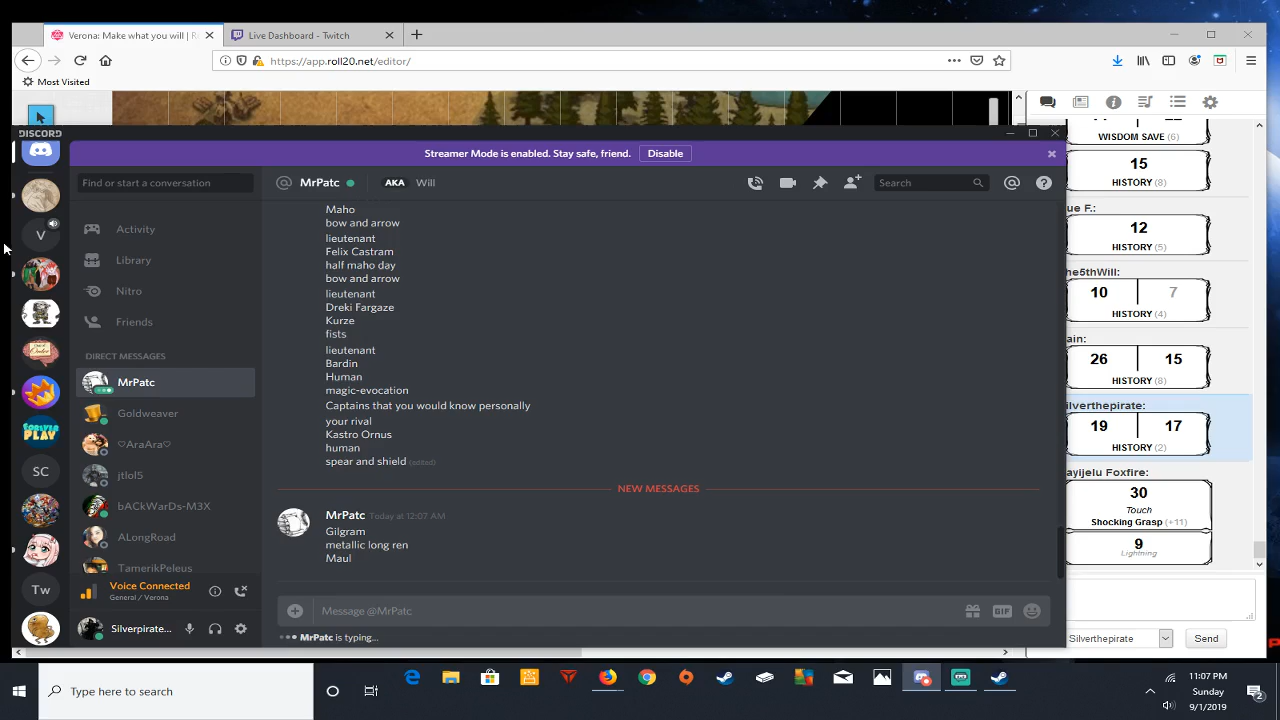 Verona: Make what you will | R
Live Dashboard - Twitch
https://app.roll20.net/editor/
Most Visited
DISCORD
Streamer Mode is enabled. Stay safe, friend.
Disable
Find or start a conversation
@ MrPatc
AKA Will
Search
Activity
Library
Nitro
Friends
DIRECT MESSAGES
MrPatc
Goldweaver
♡AraAra♡
jtlol5
bACkWarDs-M3X
ALongRoad
TamerikPeleus
Voice Connected
General / Verona
Silverpirate...
V
SC
Tw
Maho
bow and arrow
lieutenant
Felix Castram
half maho day
bow and arrow
lieutenant
Dreki Fargaze
Kurze
fists
lieutenant
Bardin
Human
magic-evocation
Captains that you would know personally
your rival
Kastro Ornus
human
spear and shield (edited)
NEW MESSAGES
MrPatc Today at 12:07 AM
Gilgram
metallic long ren
Maul
Message @MrPatc
GIF
MrPatc is typing...
WISDOM SAVE (6)
15
HISTORY (8)
ue F.:
12
HISTORY (5)
he5thWill:
10 7
HISTORY (4)
ain:
26 15
HISTORY (8)
ilverthepirate:
19 17
HISTORY (2)
ayijelu Foxfire:
30
Touch
Shocking Grasp (+11)
9
Lightning
Silverthepirate
Send
Type here to search
11:07 PM
Sunday
9/1/2019
2